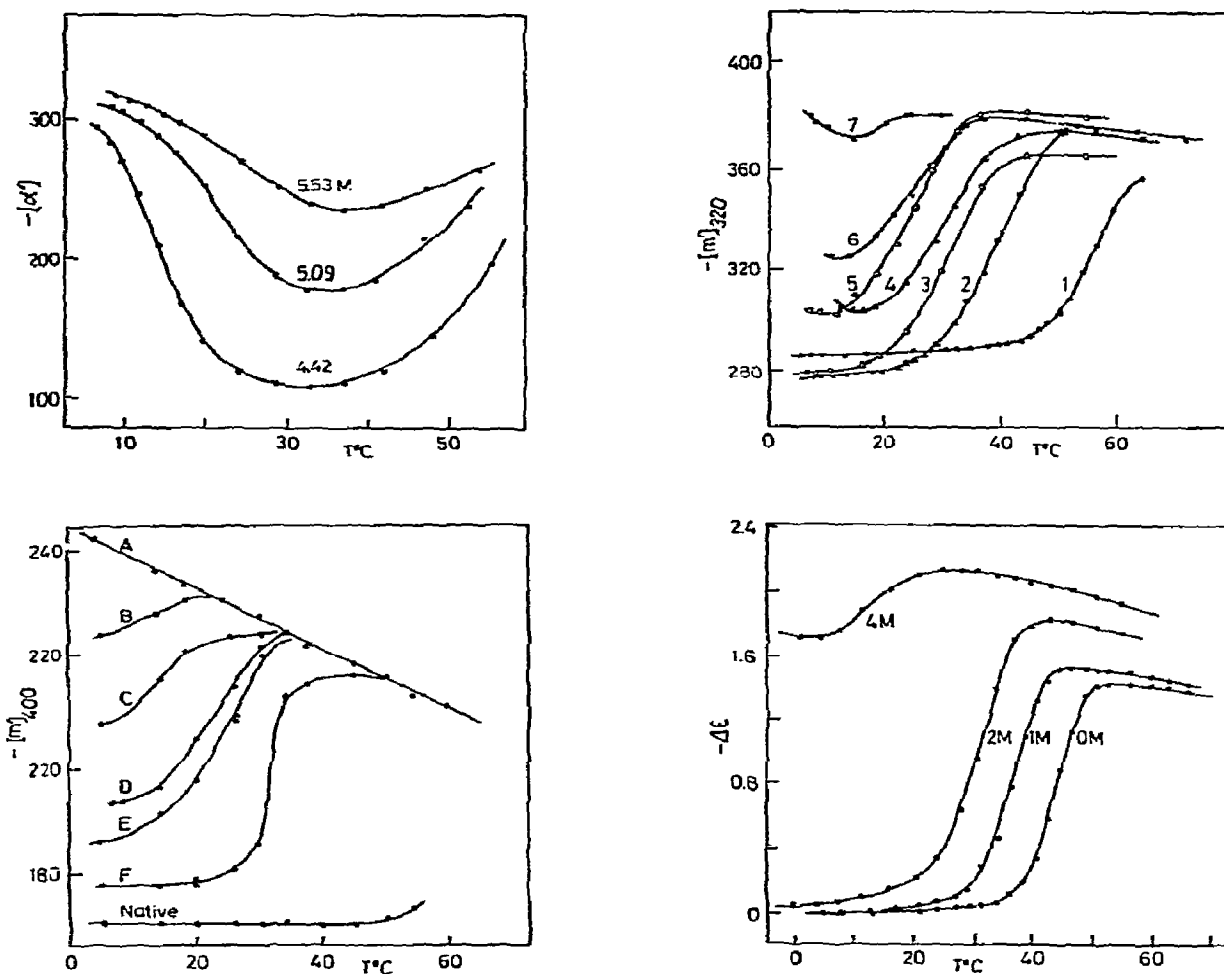 -[α']
300
200
100
5.53 M
5.09
4.42
10
30
50
T°C
-[m']320
400
360
320
280
7
6
5
4
3
2
1
0
20
40
60
T°C
-[m']400
240
220
220
180
A
B
C
D
E
F
Native
0
20
40
60
T°C
-Δε
2.4
1.6
0.8
0
4M
2M
1M
0M
0
20
40
60
T°C